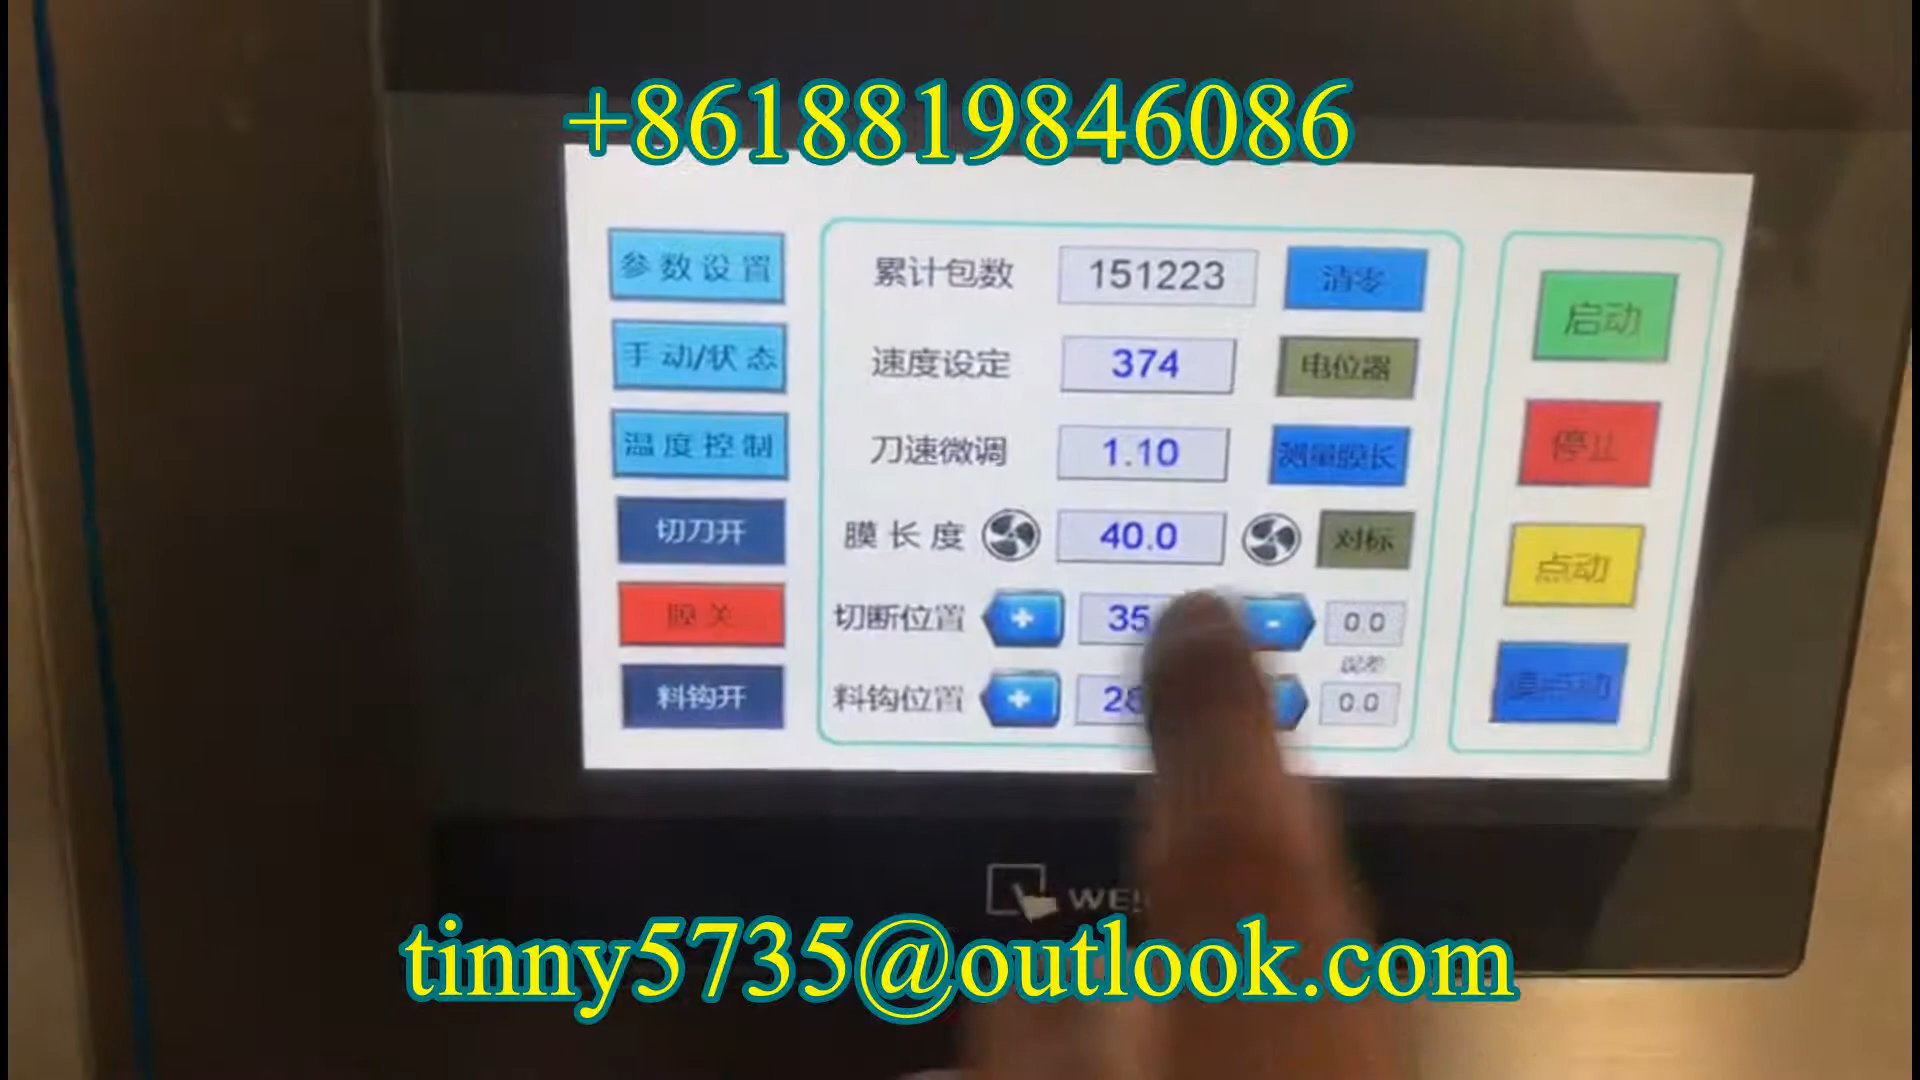 +8618819846086
参数设置
手动/状态
温度控制
切刀开
膜关
料钩开
累计包数 151223 清零
速度设定 374 电位器
刀速微调 1.10 测量膜长
膜长度 40.0 对标
切断位置 + 35 - 0.0
误差
料钩位置 + 28 0.0
启动
停止
点动
tinny5735@outlook.com